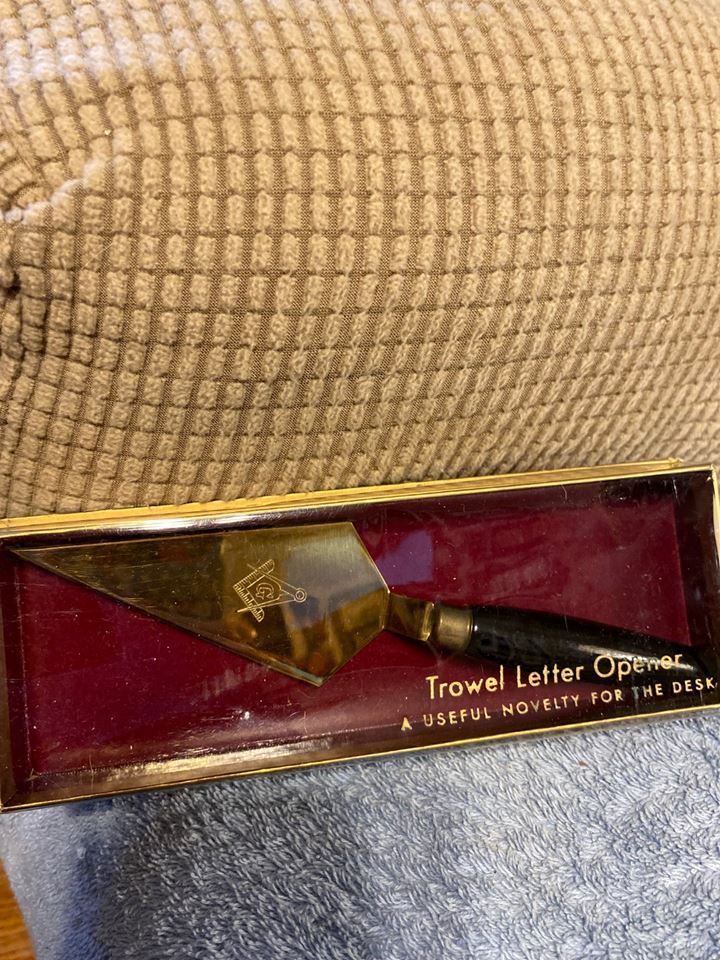 G
Trowel Letter Opener
A USEFUL NOVELTY FOR THE DESK